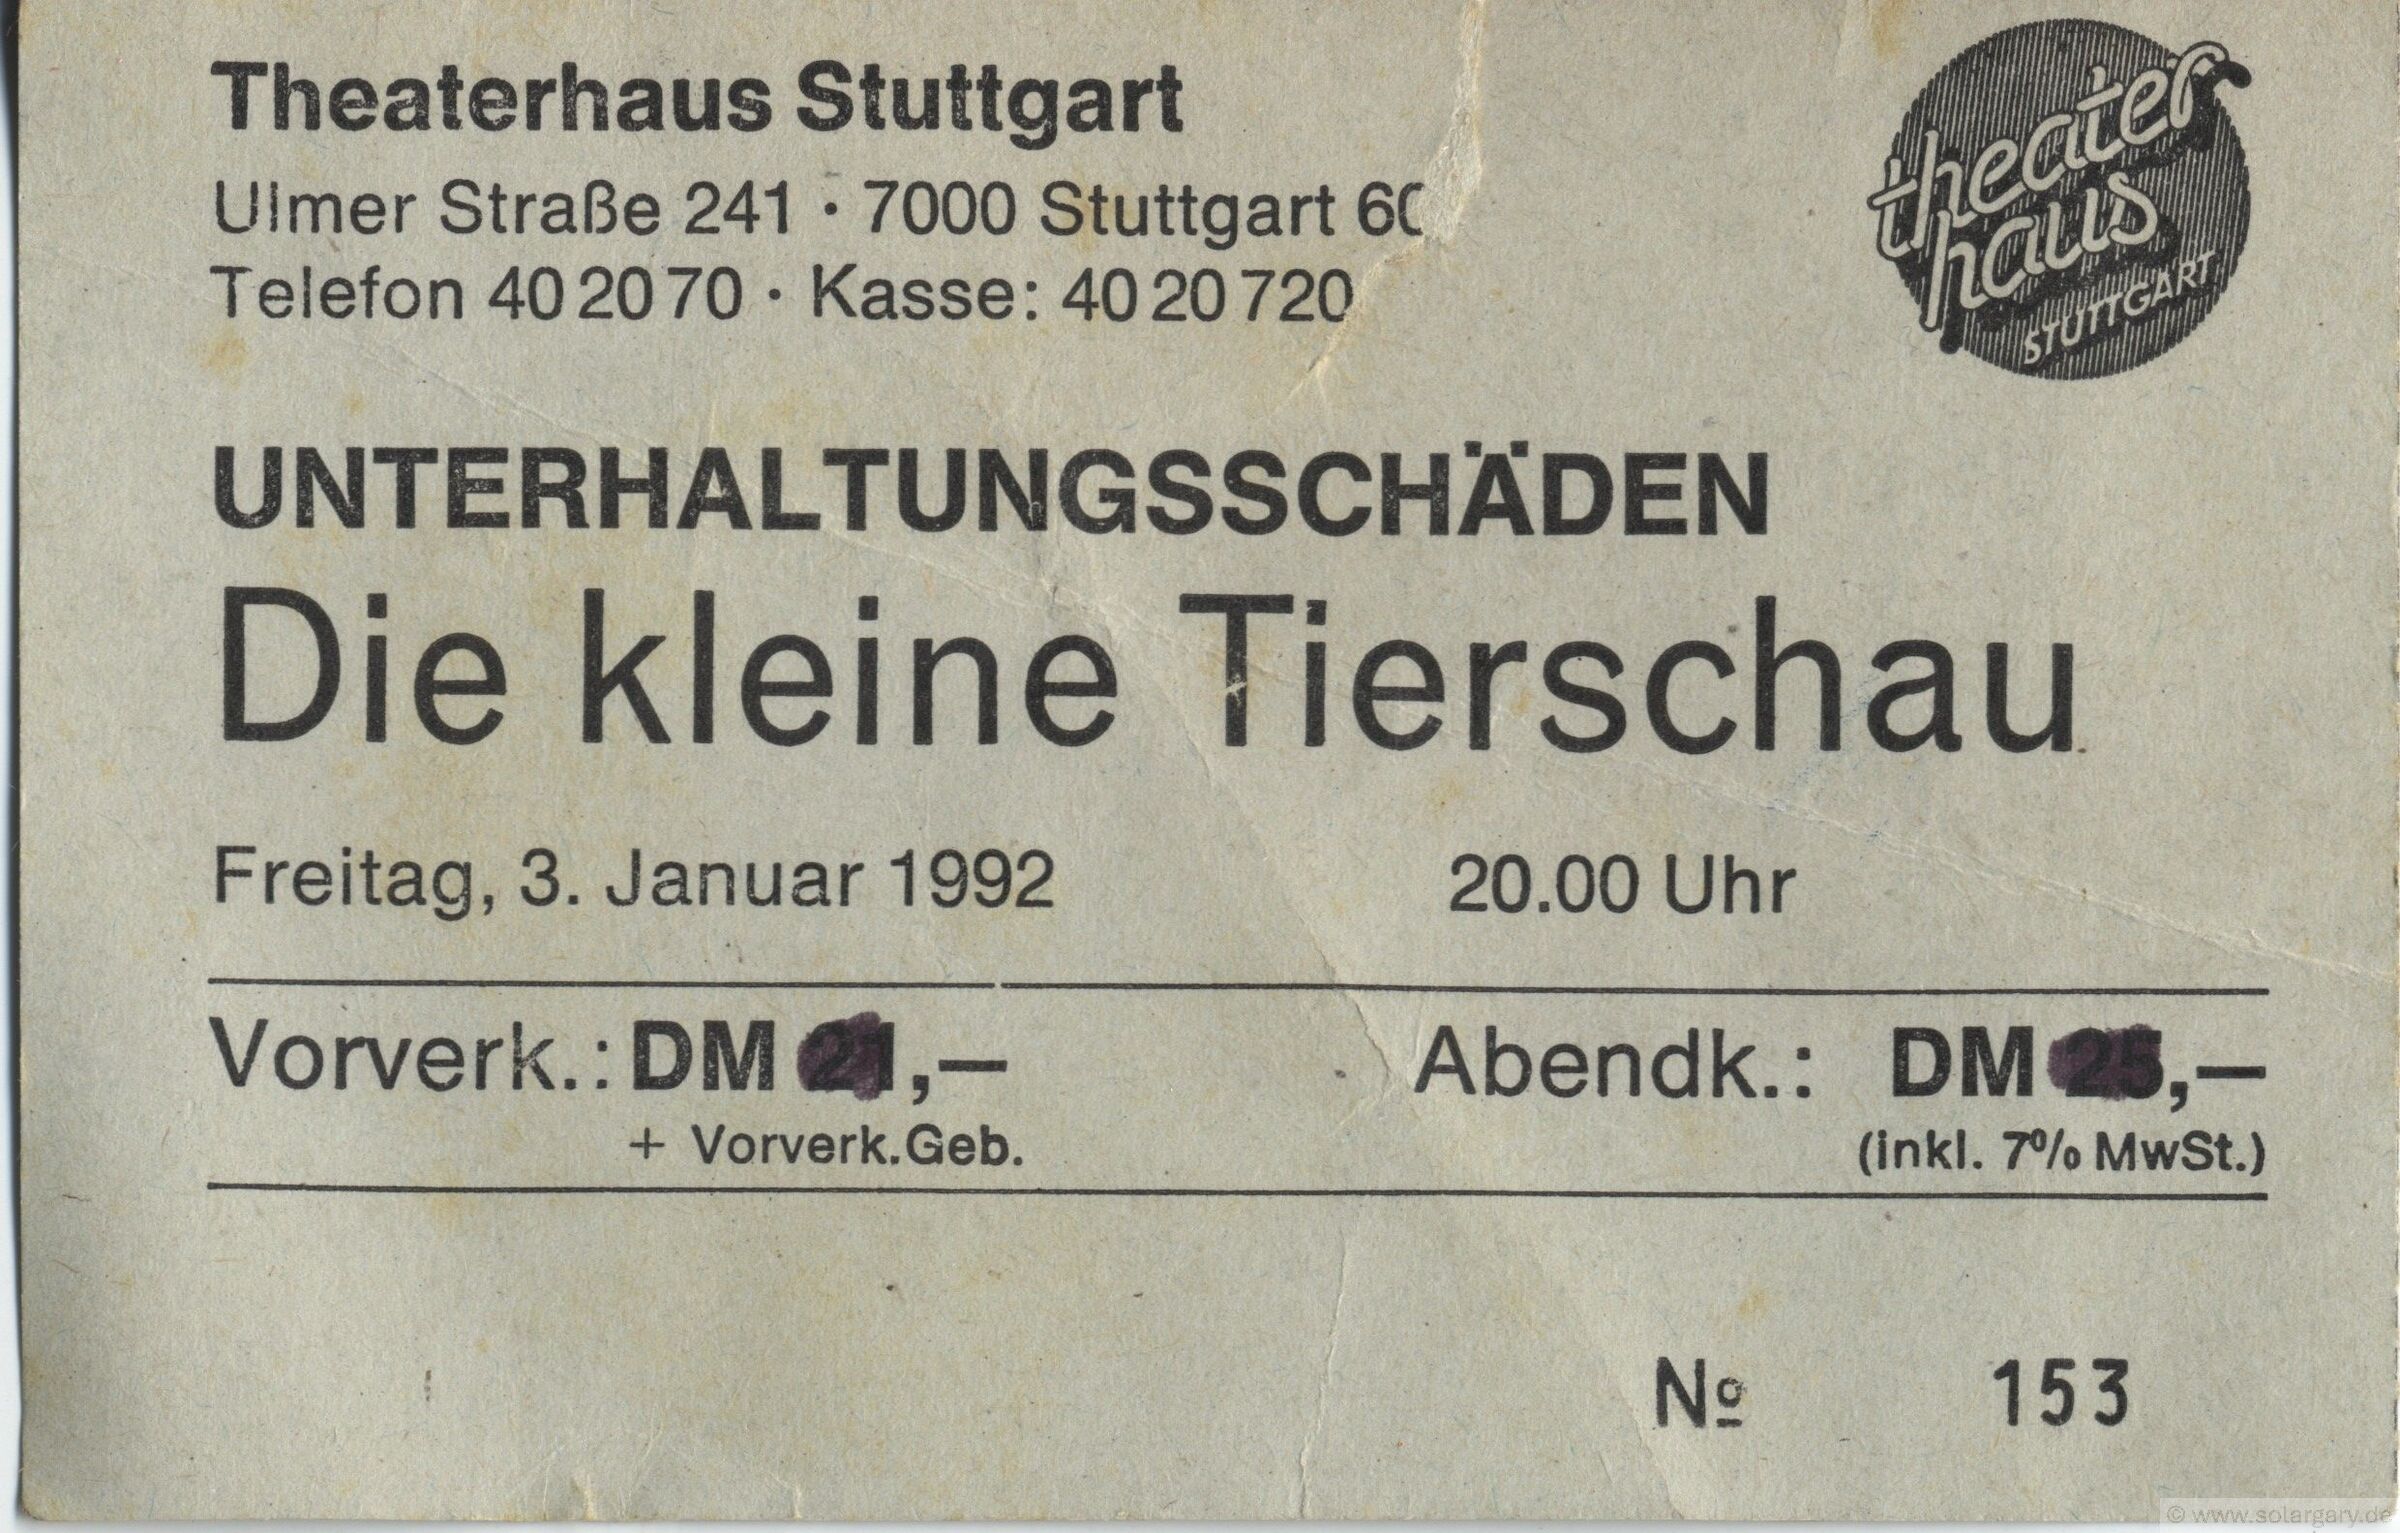 Theaterhaus Stuttgart
Ulmer Straße 241 · 7000 Stuttgart 60
Telefon 40 20 70 · Kasse: 40 20 720
theater
haus
STUTTGART
UNTERHALTUNGSSCHÄDEN
Die kleine Tierschau
Freitag, 3. Januar 1992 20.00 Uhr
Vorverk.: DM 21,— Abendk.: DM 25,—
+ Vorverk.Geb. (inkl. 7% MwSt.)
№ 153
© www.solargary.de